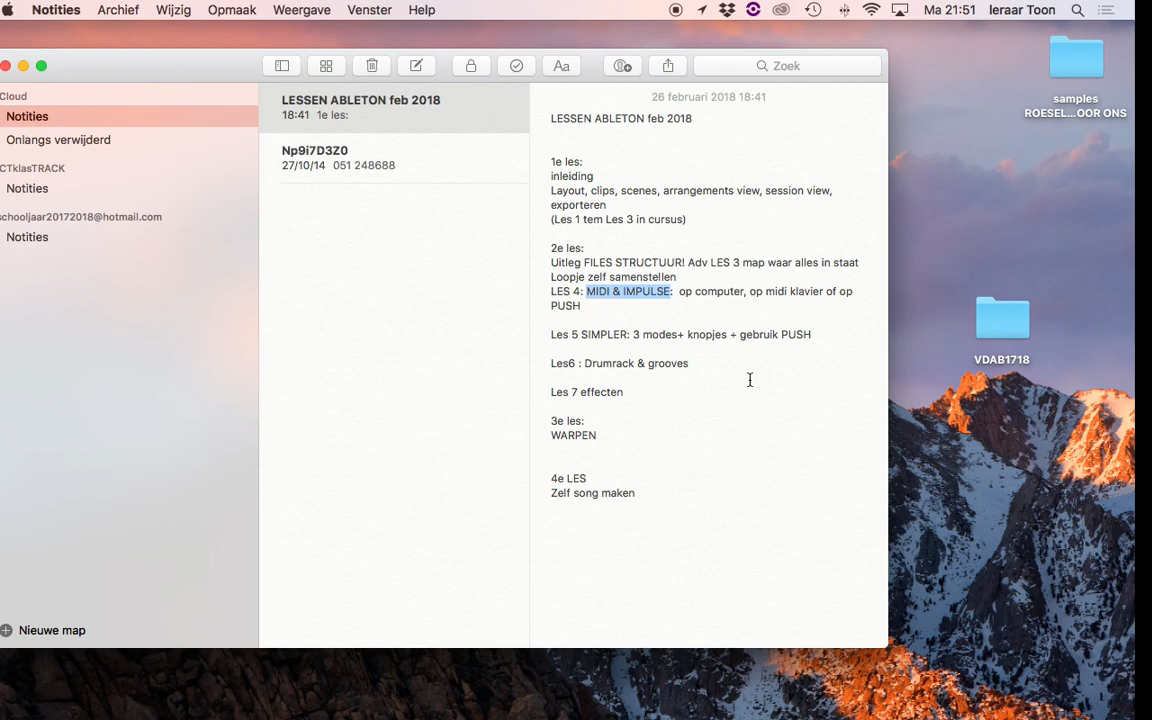 Notities Archief Wijzig Opmaak Weergave Venster Help Ma 21:51 leraar Toon
Zoek
Cloud
Notities
Onlangs verwijderd
CTklasTRACK
Notities
schooljaar20172018@hotmail.com
Notities
Nieuwe map
LESSEN ABLETON feb 2018
18:41 1e les:
Np9i7D3Z0
27/10/14 051 248688
26 februari 2018 18:41
LESSEN ABLETON feb 2018
1e les:
inleiding
Layout, clips, scenes, arrangements view, session view,
exporteren
(Les 1 tem Les 3 in cursus)
2e les:
Uitleg FILES STRUCTUUR! Adv LES 3 map waar alles in staat
Loopje zelf samenstellen
LES 4: MIDI & IMPULSE: op computer, op midi klavier of op
PUSH
Les 5 SIMPLER: 3 modes+ knopjes + gebruik PUSH
Les6 : Drumrack & grooves
Les 7 effecten
3e les:
WARPEN
4e LES
Zelf song maken
samples
ROESEL...OOR ONS
VDAB1718